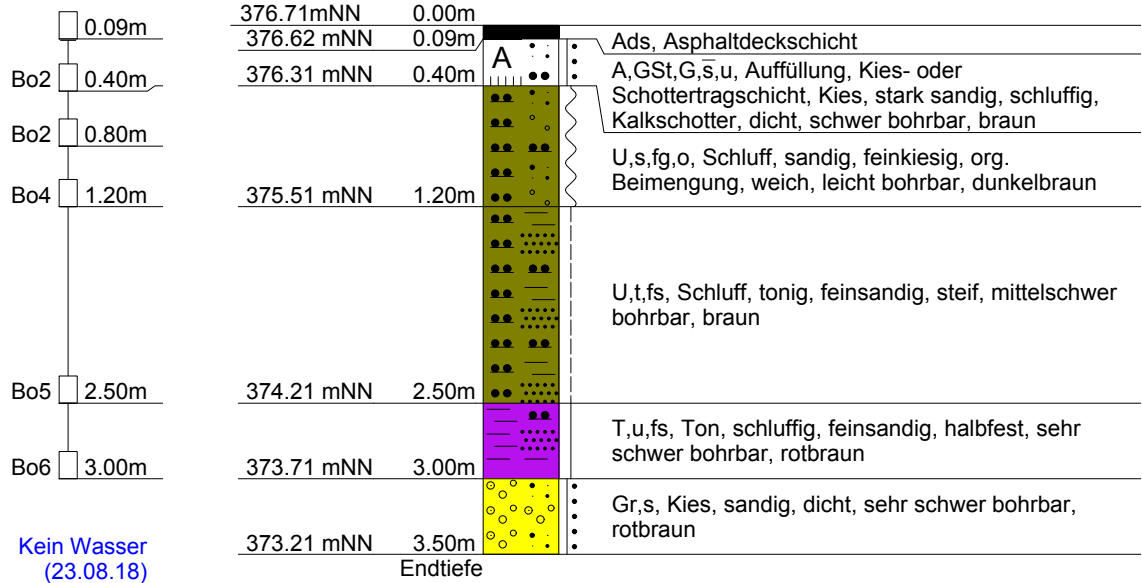 376.71mNN 0.00m
0.09m 376.62 mNN 0.09m
Ads, Asphaltdeckschicht
A
Bo2 0.40m 376.31 mNN 0.40m
A,GSt,G,s̅,u, Auffüllung, Kies- oder
Schottertragschicht, Kies, stark sandig, schluffig,
Kalkschotter, dicht, schwer bohrbar, braun
Bo2 0.80m
U,s,fg,o, Schluff, sandig, feinkiesig, org.
Beimengung, weich, leicht bohrbar, dunkelbraun
Bo4 1.20m 375.51 mNN 1.20m
U,t,fs, Schluff, tonig, feinsandig, steif, mittelschwer
bohrbar, braun
Bo5 2.50m 374.21 mNN 2.50m
T,u,fs, Ton, schluffig, feinsandig, halbfest, sehr
schwer bohrbar, rotbraun
Bo6 3.00m 373.71 mNN 3.00m
Gr,s, Kies, sandig, dicht, sehr schwer bohrbar,
rotbraun
Kein Wasser
(23.08.18)
373.21 mNN 3.50m
Endtiefe